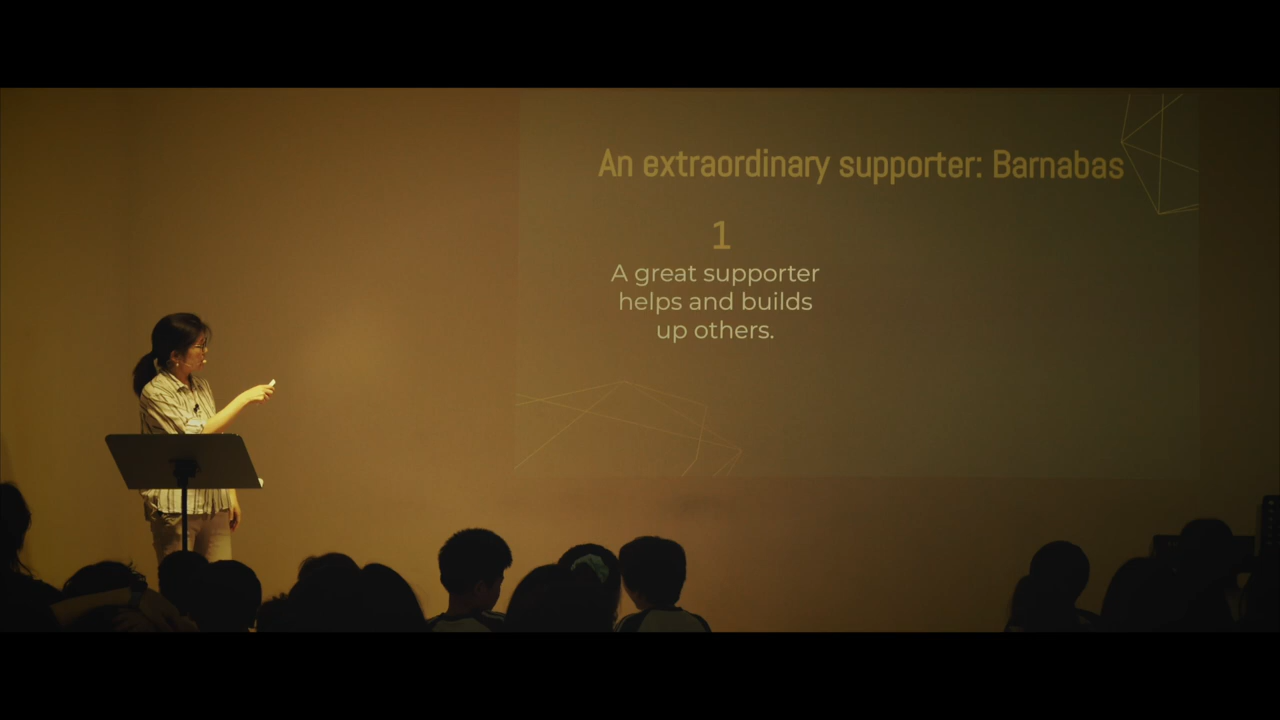 An extraordinary supporter: Barnabas
1
A great supporter
helps and builds
up others.